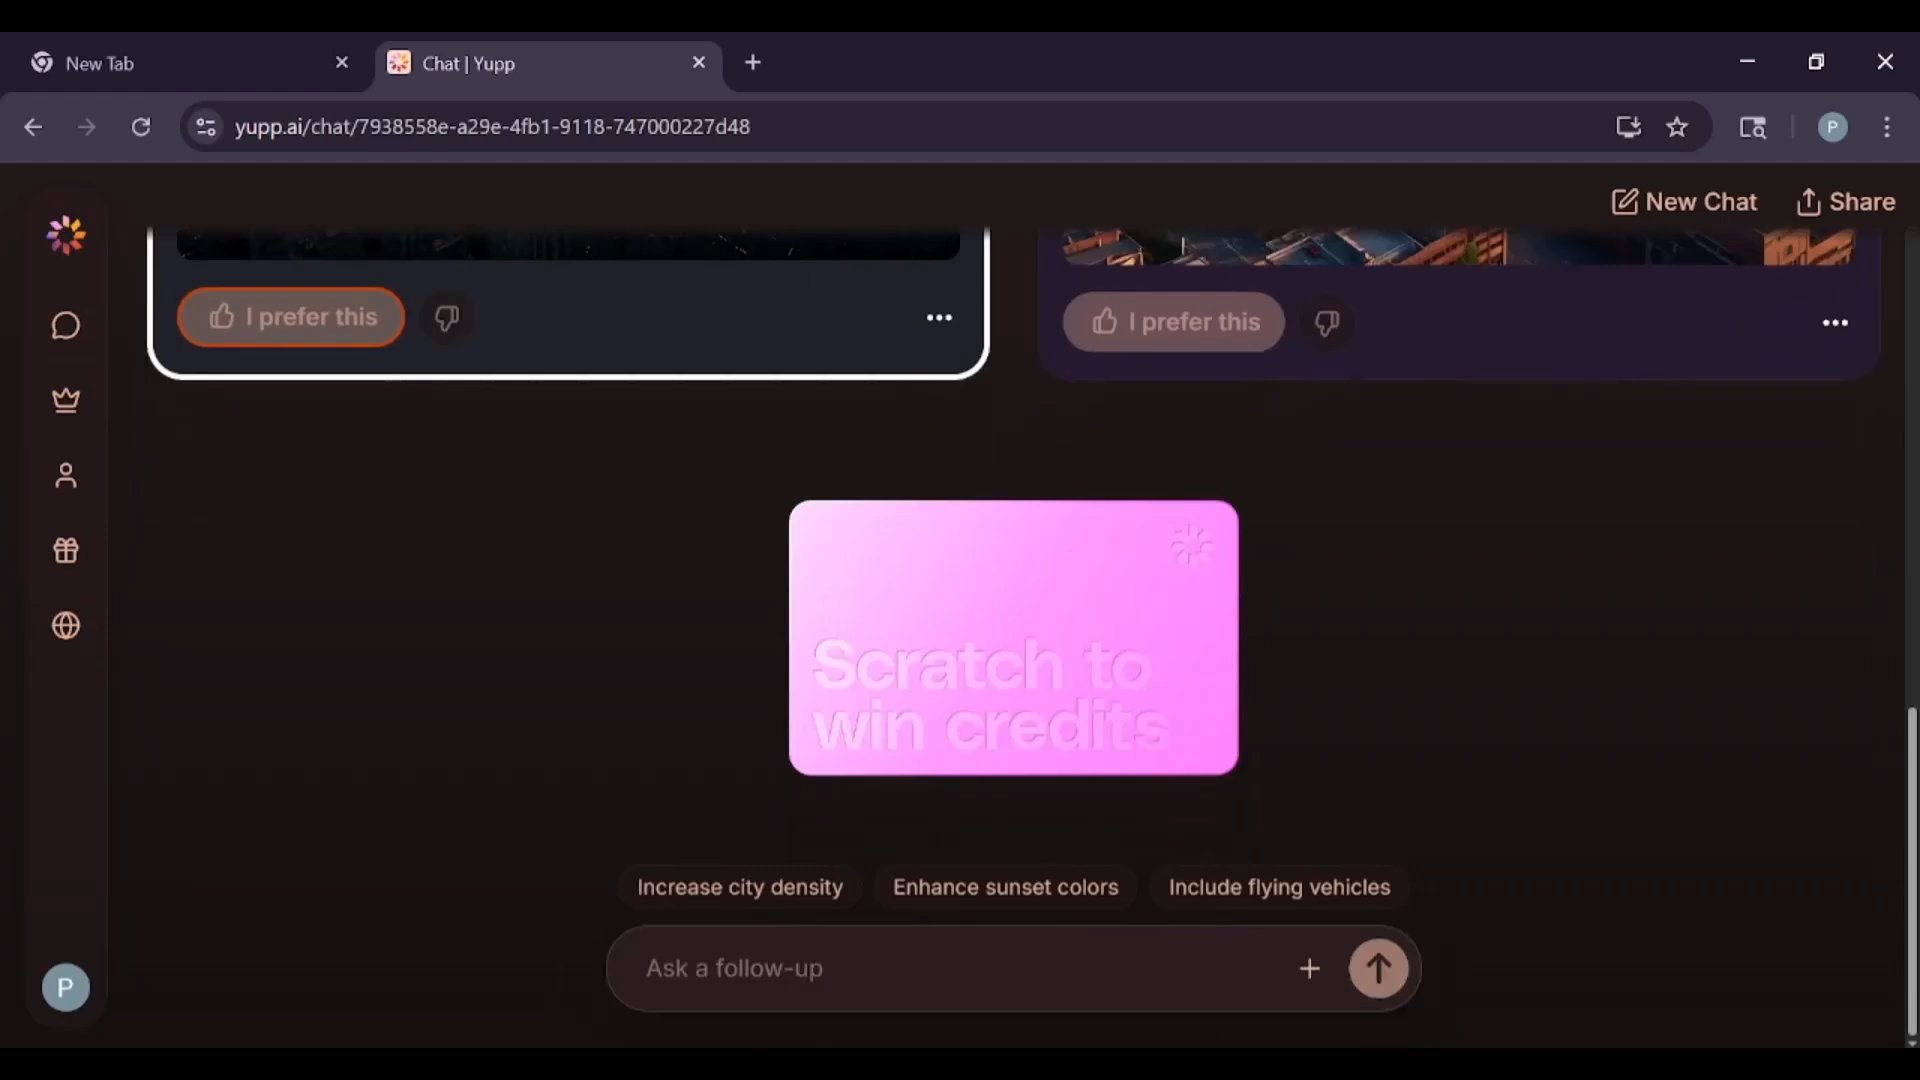 New Tab
Chat | Yupp
yupp.ai/chat/7938558e-a29e-4fb1-9118-747000227d48
P
New Chat
Share
I prefer this
I prefer this
Scratch to
win credits
Increase city density
Enhance sunset colors
Include flying vehicles
Ask a follow-up
P